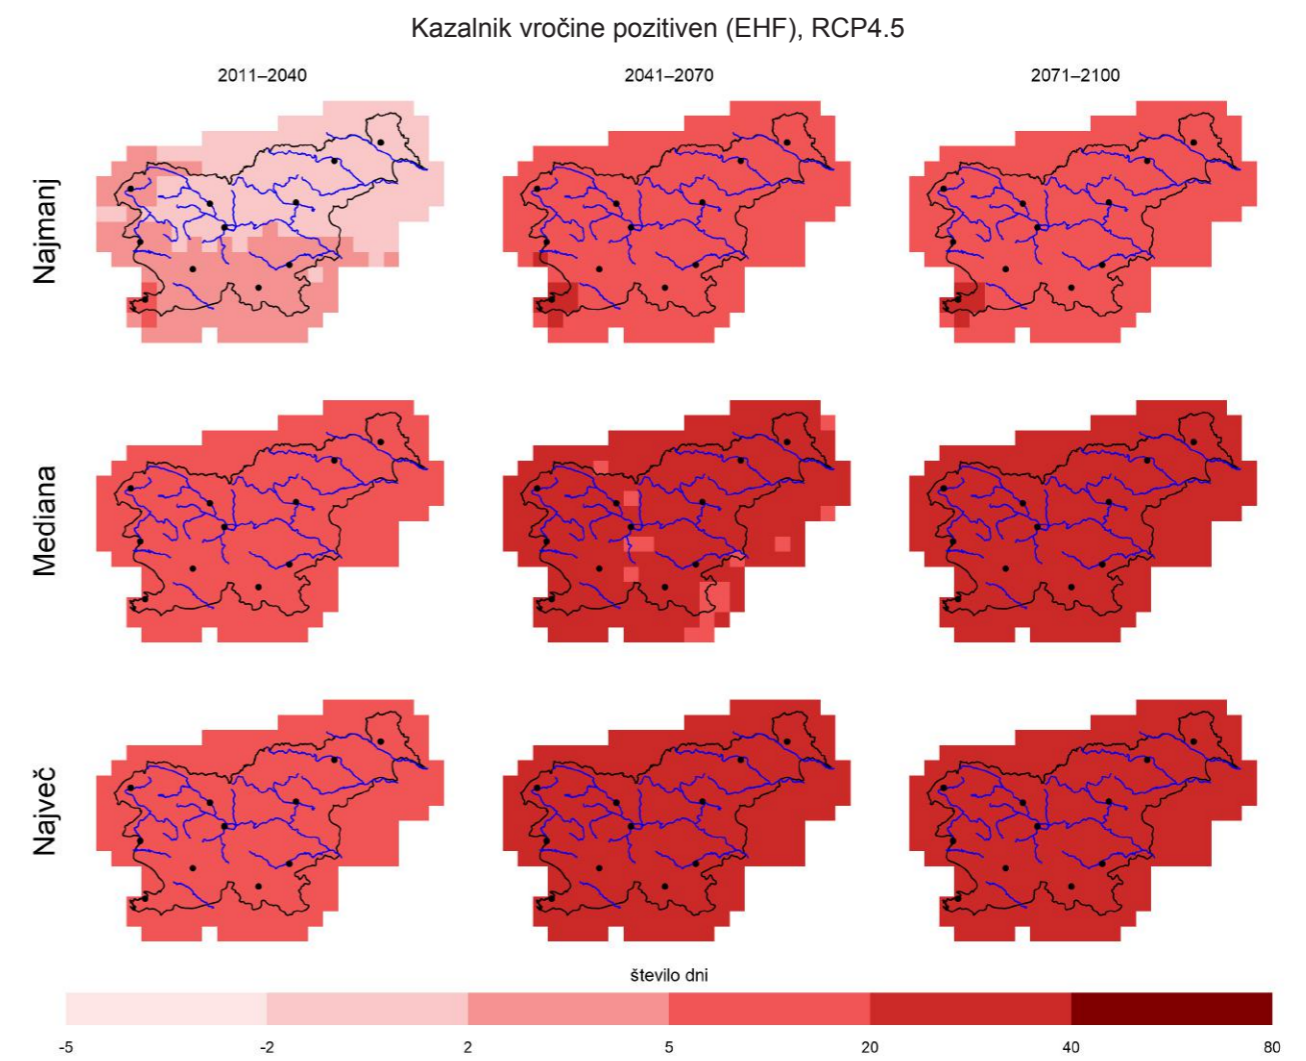 Kazalnik vročine pozitiven (EHF), RCP4.5
2011–2040 2041–2070 2071–2100
Najmanj
Mediana
Največ
število dni
-5 -2 2 5 20 40 80